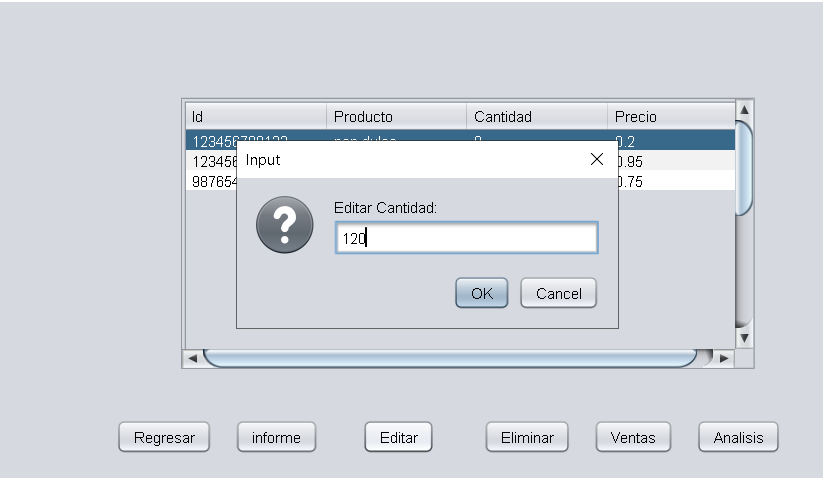 Id Producto Cantidad Precio
0.2
0.95
0.75
Input
Editar Cantidad:
120
OK Cancel
Regresar informe Editar Eliminar Ventas Analisis